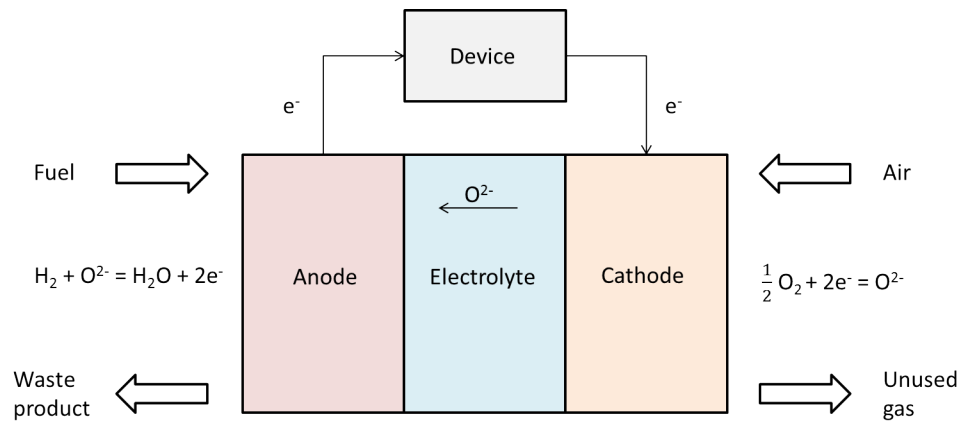 Device
e⁻
e⁻
Fuel
Air
O²⁻
H₂ + O²⁻ = H₂O + 2e⁻
Anode
Electrolyte
Cathode
½ O₂ + 2e⁻ = O²⁻
Waste
product
Unused
gas